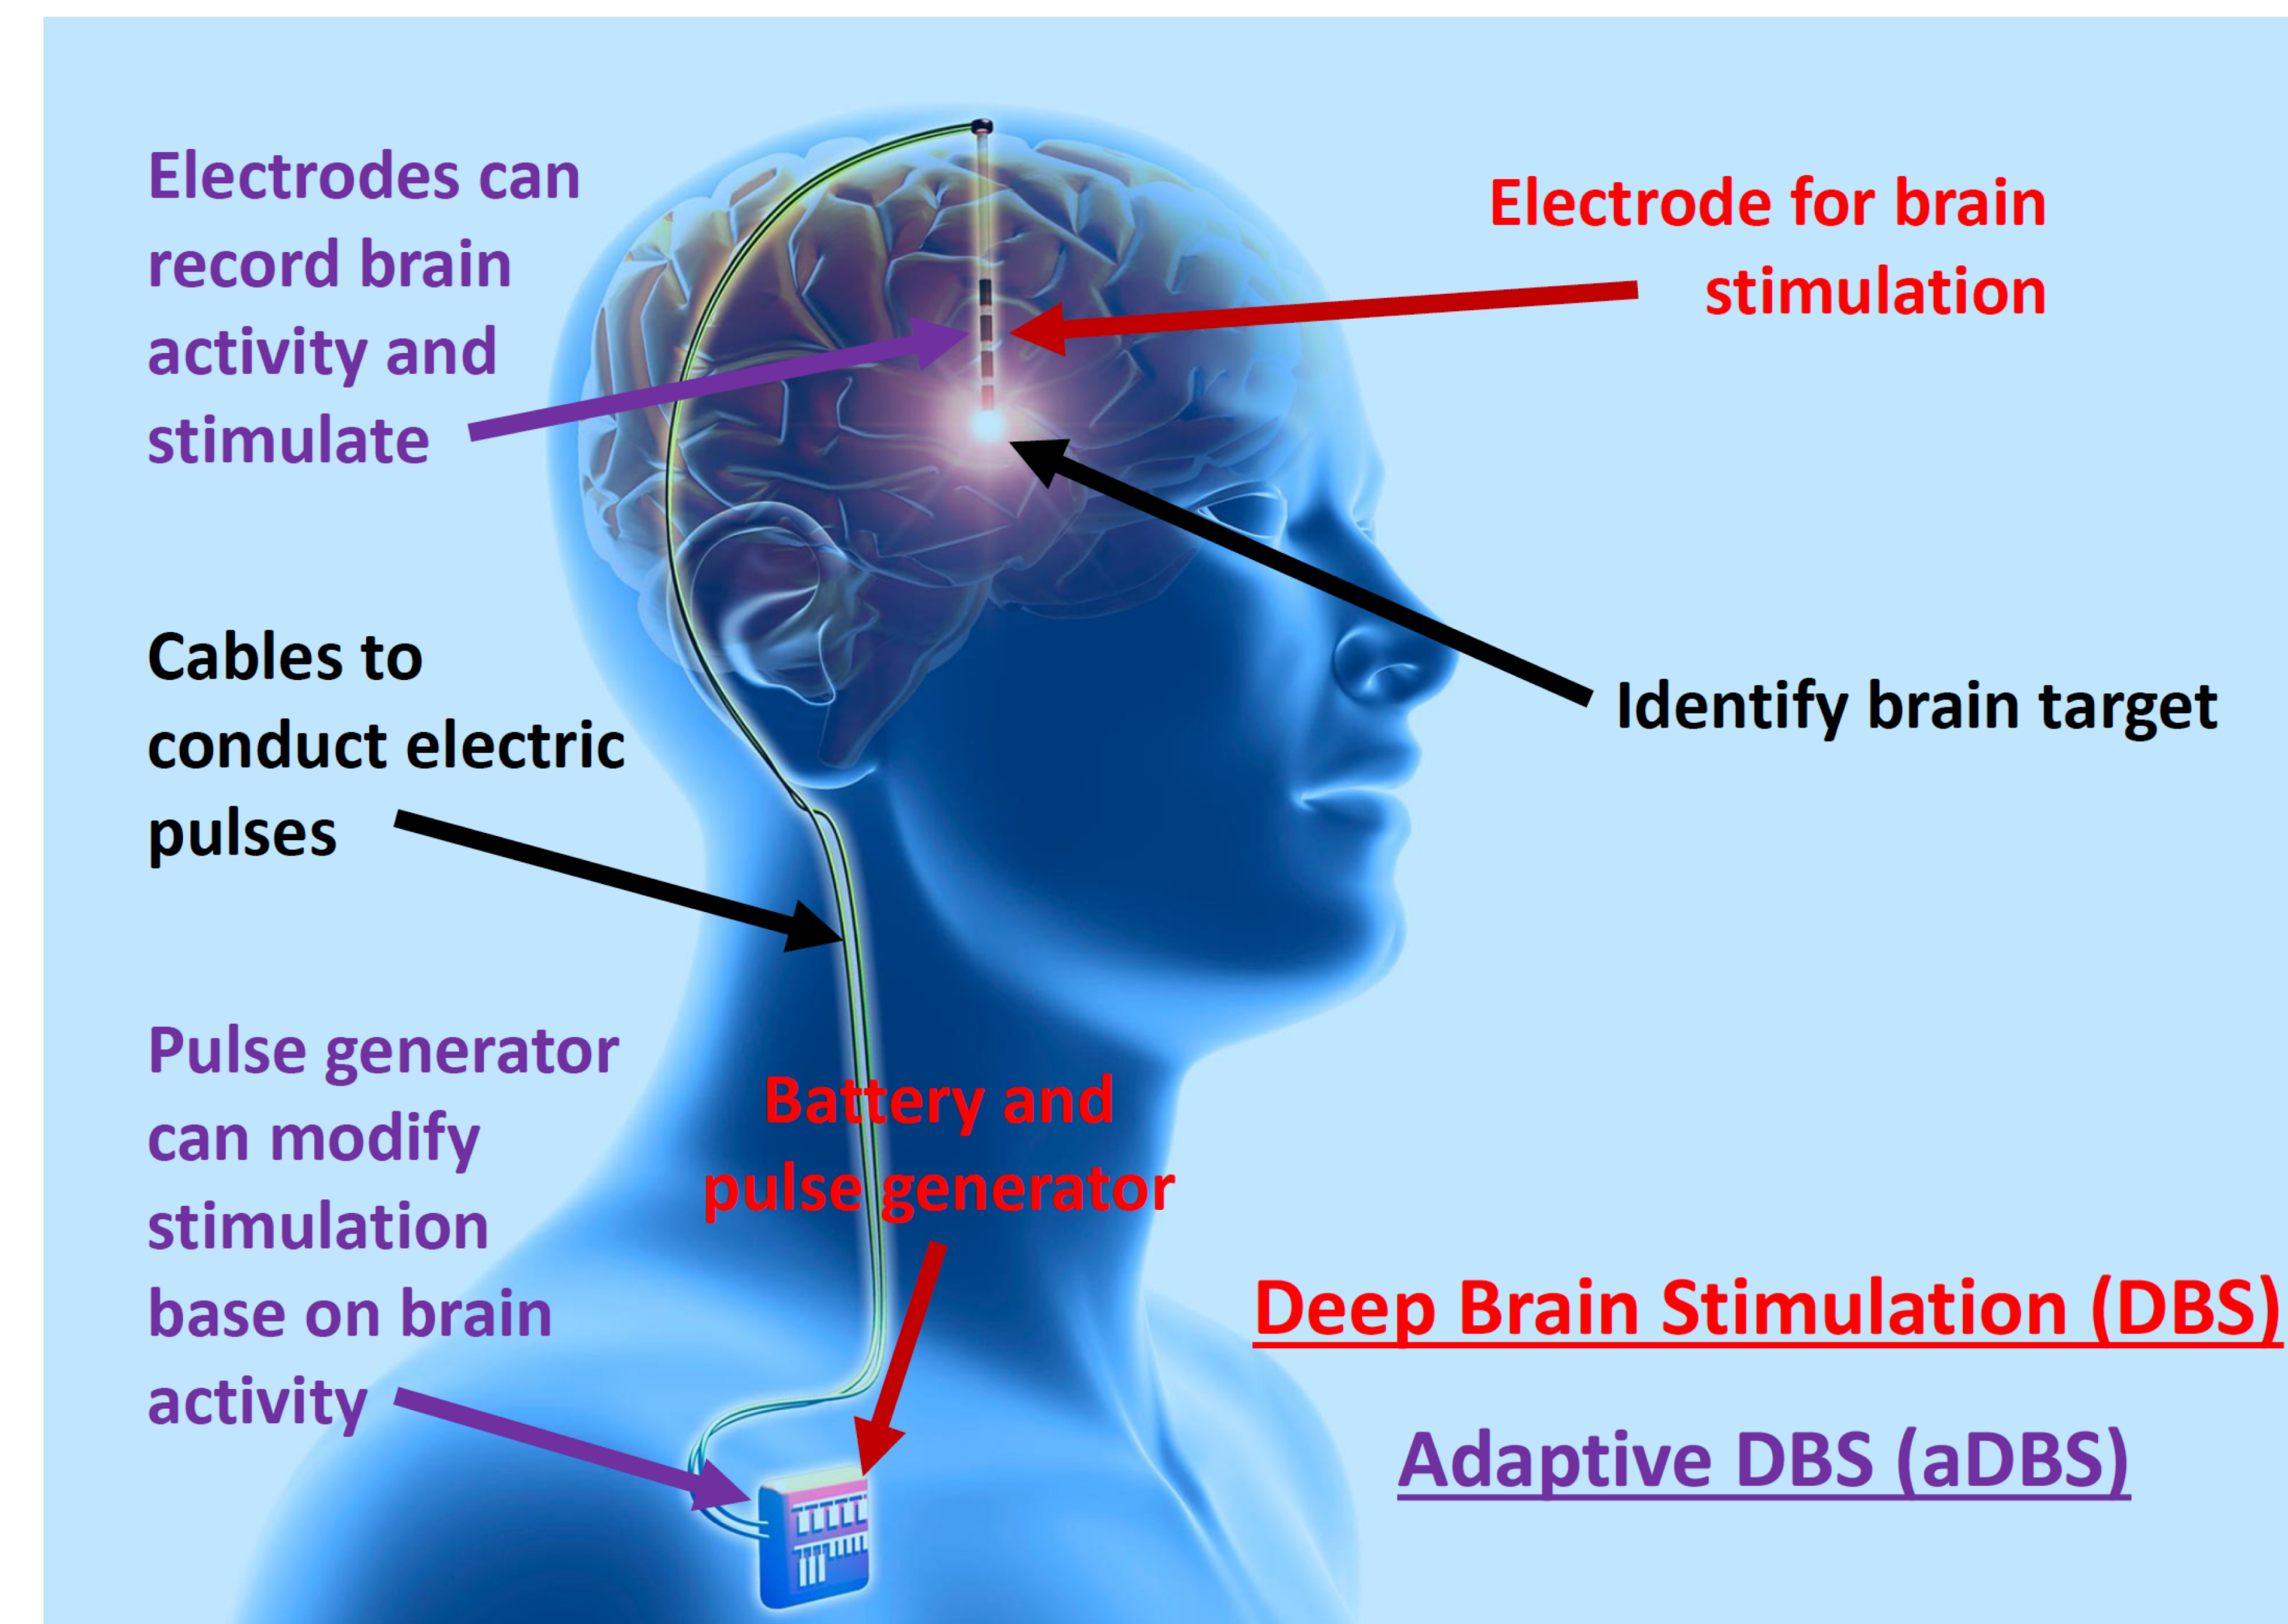 Electrodes can
record brain
activity and
stimulate
Electrode for brain
stimulation
Cables to
conduct electric
pulses
Identify brain target
Pulse generator
can modify
stimulation
base on brain
activity
Battery and
pulse generator
Deep Brain Stimulation (DBS)
Adaptive DBS (aDBS)